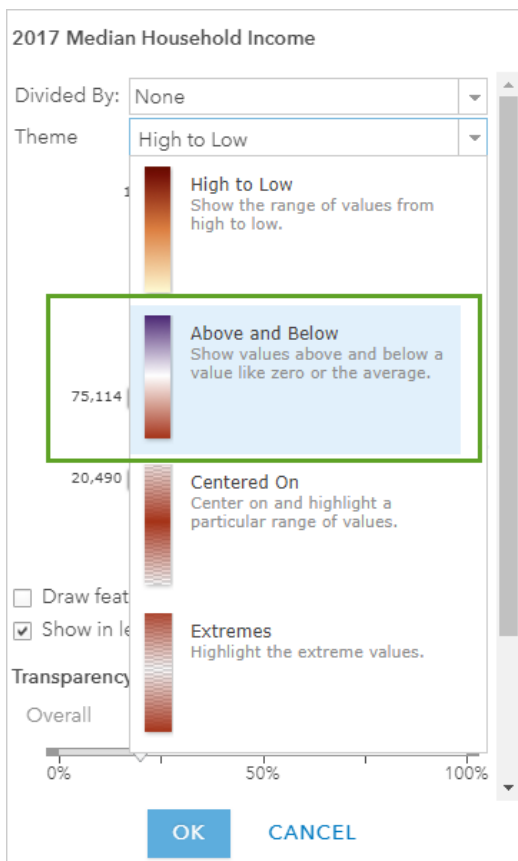 2017 Median Household Income
Divided By: None
Theme High to Low
High to Low
Show the range of values from
high to low.
Above and Below
Show values above and below a
value like zero or the average.
75,114
20,490
Centered On
Center on and highlight a
particular range of values.
Draw feat
Show in le
Extremes
Highlight the extreme values.
Transparency
Overall
0% 50% 100%
OK CANCEL